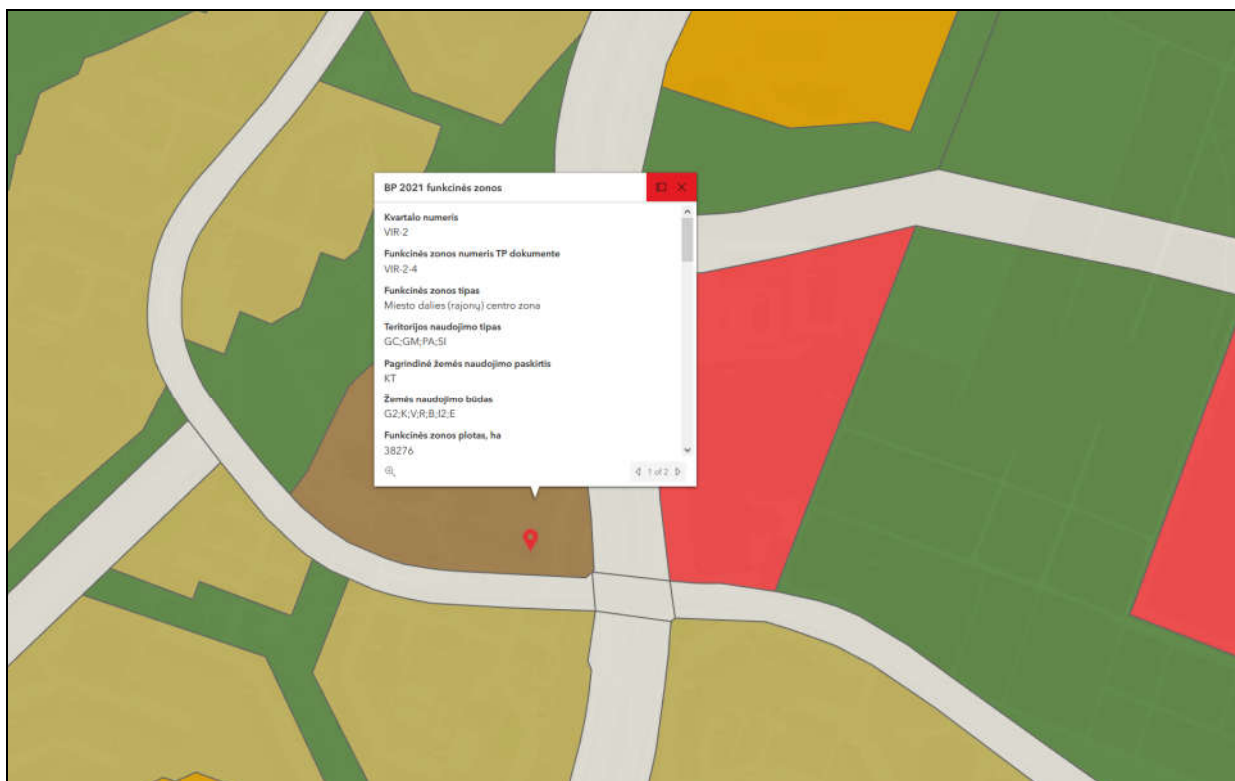 BP 2021 funkcinės zonos
Kvartalo numeris
VIR-2
Funkcinės zonos numeris TP dokumente
VIR-2-4
Funkcinės zonos tipas
Miesto dalies (rajonų) centro zona
Teritorijos naudojimo tipas
GC;GM;PA;SI
Pagrindinė žemės naudojimo paskirtis
KT
Žemės naudojimo būdas
G2;K;V;R;B;I2;E
Funkcinės zonos plotas, ha
38276
1 of 2